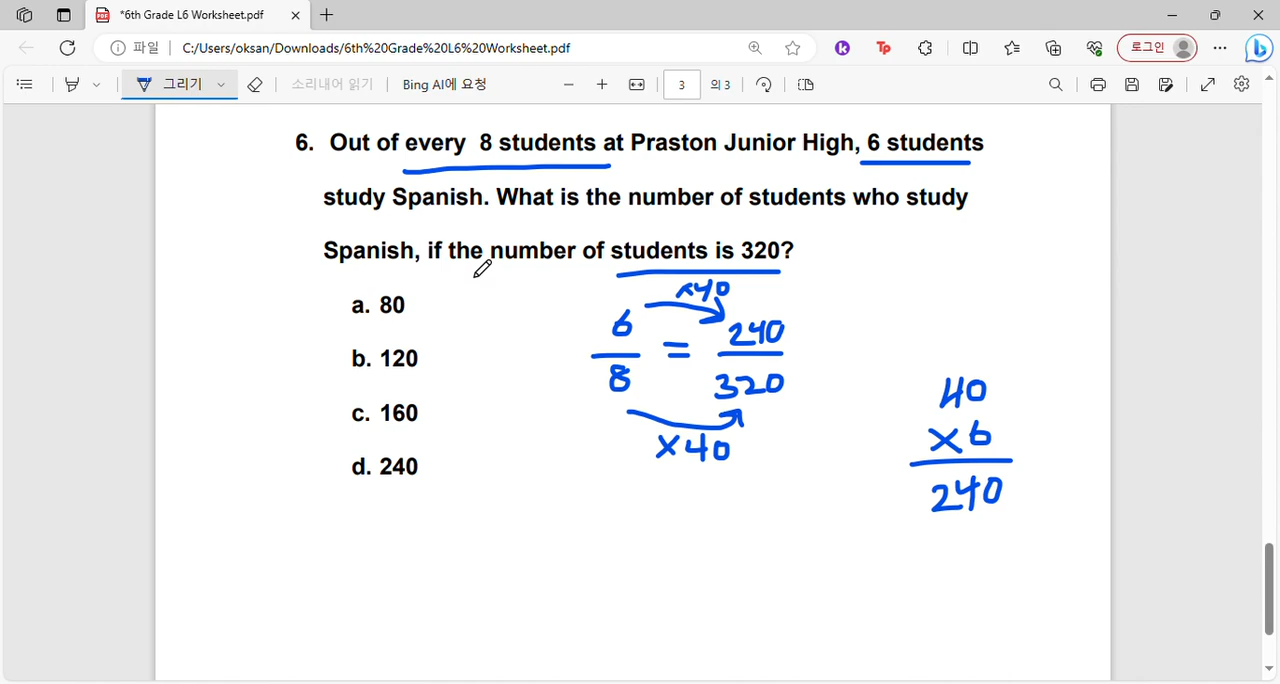 *6th Grade L6 Worksheet.pdf
파일 C:/Users/oksan/Downloads/6th%20Grade%20L6%20Worksheet.pdf 로그인
그리기 소리내어 읽기 Bing AI에 요청 3 의 3
6. Out of every 8 students at Praston Junior High, 6 students
study Spanish. What is the number of students who study
Spanish, if the number of students is 320?
a. 80
b. 120
c. 160
d. 240
×40
6/8 = 240/320
×40
40
×6
240